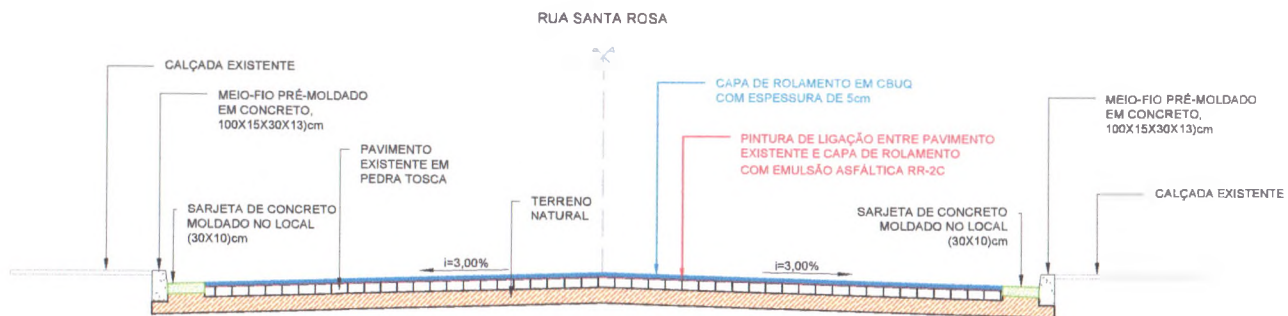 RUA SANTA ROSA
CALÇADA EXISTENTE
MEIO-FIO PRÉ-MOLDADO
EM CONCRETO,
100X15X30X13)cm
PAVIMENTO
EXISTENTE EM
PEDRA TOSCA
SARJETA DE CONCRETO
MOLDADO NO LOCAL
(30X10)cm
TERRENO
NATURAL
CAPA DE ROLAMENTO EM CBUQ
COM ESPESSURA DE 5cm
PINTURA DE LIGAÇÃO ENTRE PAVIMENTO
EXISTENTE E CAPA DE ROLAMENTO
COM EMULSÃO ASFÁLTICA RR-2C
MEIO-FIO PRÉ-MOLDADO
EM CONCRETO,
100X15X30X13)cm
CALÇADA EXISTENTE
SARJETA DE CONCRETO
MOLDADO NO LOCAL
(30X10)cm
i=3,00%
i=3,00%